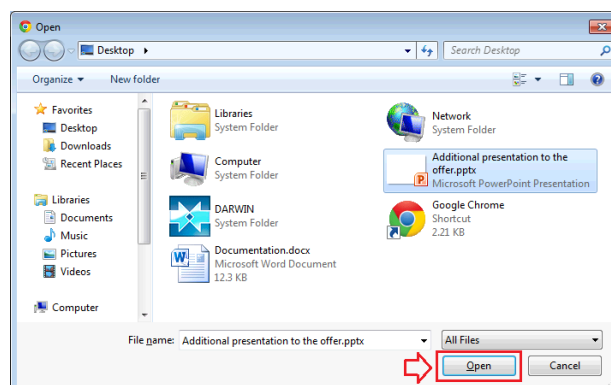 Open
Desktop
Search Desktop
Organize
New folder
Favorites
Desktop
Downloads
Recent Places
Libraries
Documents
Music
Pictures
Videos
Computer
Libraries
System Folder
Network
System Folder
Computer
System Folder
Additional presentation to the
offer.pptx
Microsoft PowerPoint Presentation
DARWIN
System Folder
Google Chrome
Shortcut
2.21 KB
Documentation.docx
Microsoft Word Document
12.3 KB
File name: Additional presentation to the offer.pptx
All Files
Open
Cancel